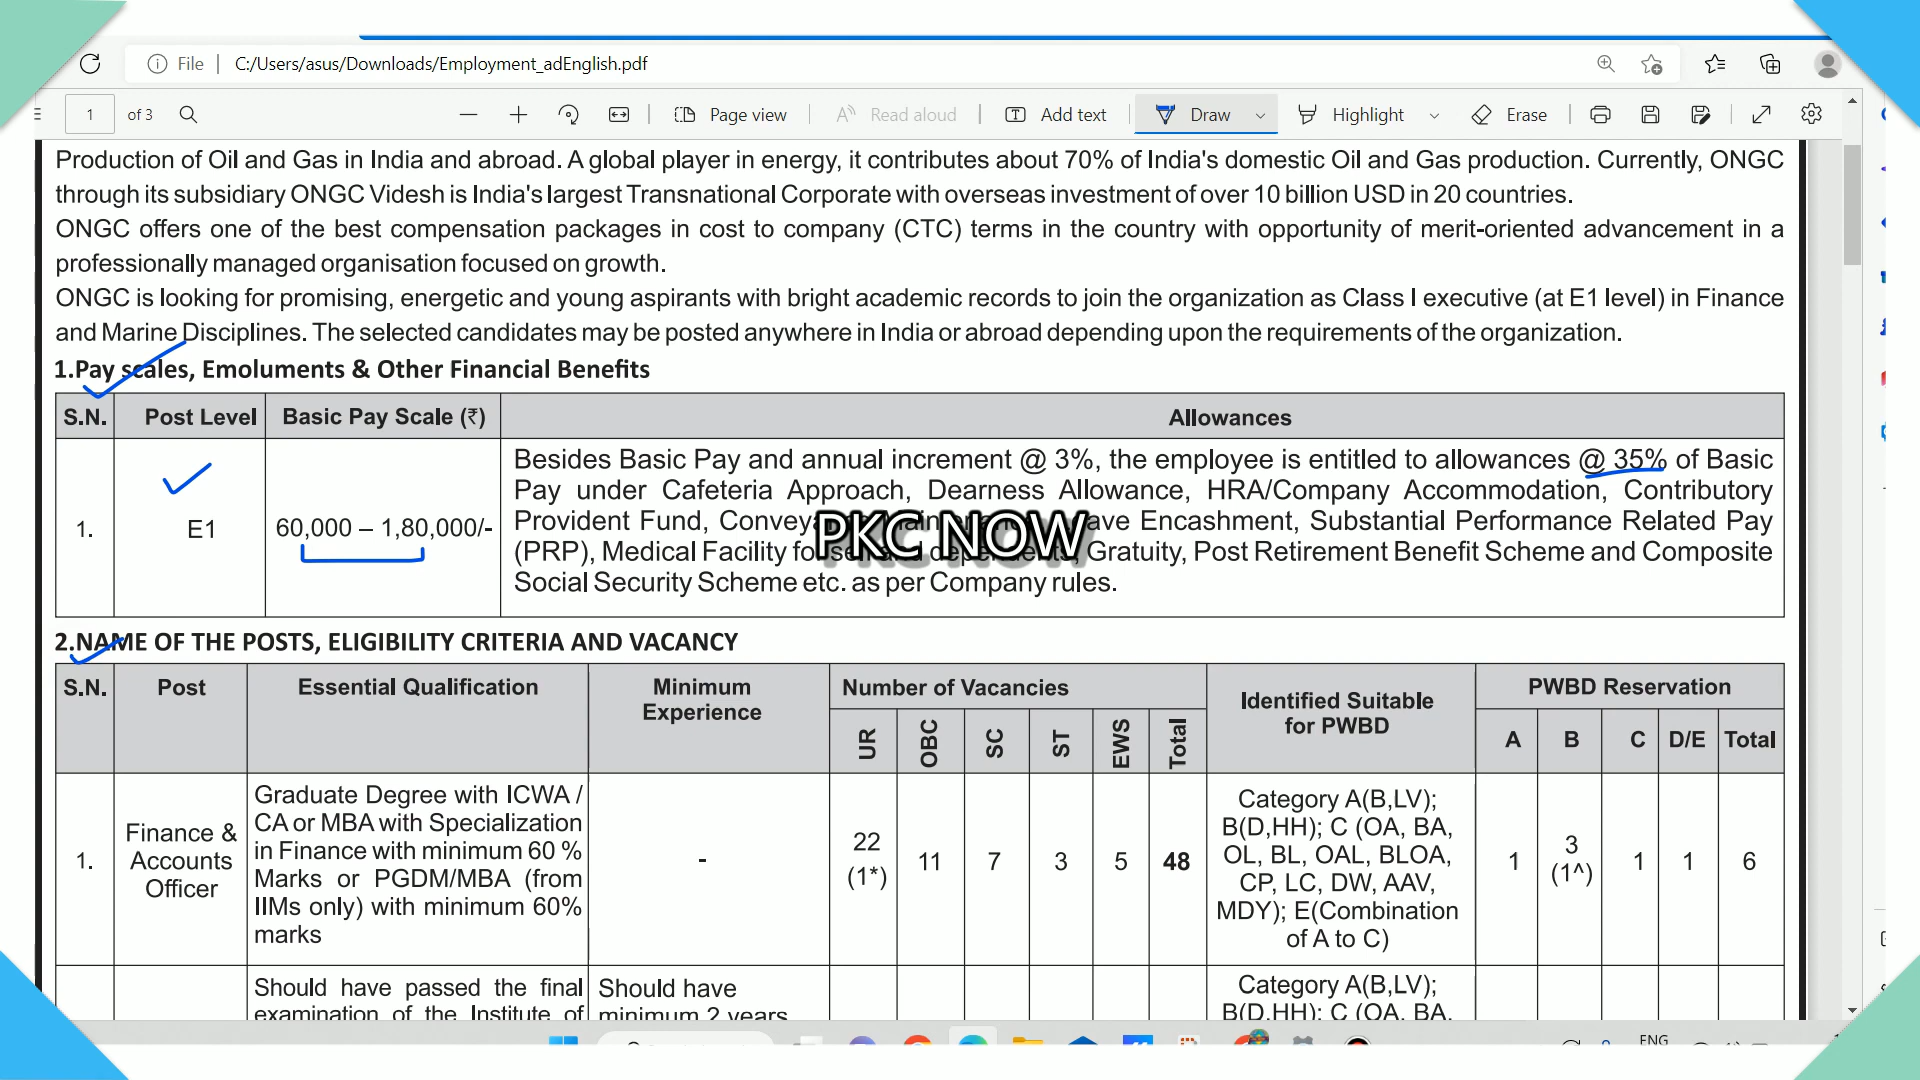 File
C:/Users/asus/Downloads/Employment_adEnglish.pdf
1 of 3
Page view
Read aloud
Add text
Draw
Highlight
Erase
Production of Oil and Gas in India and abroad. A global player in energy, it contributes about 70% of India's domestic Oil and Gas production. Currently, ONGC
through its subsidiary ONGC Videsh is India's largest Transnational Corporate with overseas investment of over 10 billion USD in 20 countries.
ONGC offers one of the best compensation packages in cost to company (CTC) terms in the country with opportunity of merit-oriented advancement in a
professionally managed organisation focused on growth.
ONGC is looking for promising, energetic and young aspirants with bright academic records to join the organization as Class I executive (at E1 level) in Finance
and Marine Disciplines. The selected candidates may be posted anywhere in India or abroad depending upon the requirements of the organization.
1.Pay scales, Emoluments & Other Financial Benefits
S.N. Post Level Basic Pay Scale (₹) Allowances
1. E1 60,000 – 1,80,000/-
Besides Basic Pay and annual increment @ 3%, the employee is entitled to allowances @ 35% of Basic
Pay under Cafeteria Approach, Dearness Allowance, HRA/Company Accommodation, Contributory
Provident Fund, Encashment, Substantial Performance Related Pay
(PRP), Medical Facility Gratuity, Post Retirement Benefit Scheme and Composite
Social Security Scheme etc. as per Company rules.
PKC NOW
2.NAME OF THE POSTS, ELIGIBILITY CRITERIA AND VACANCY
S.N. Post Essential Qualification Minimum Experience Number of Vacancies Identified Suitable for PWBD PWBD Reservation
UR OBC SC ST EWS Total A B C D/E Total
1.
Finance &
Accounts
Officer
Graduate Degree with ICWA /
CA or MBA with Specialization
in Finance with minimum 60 %
Marks or PGDM/MBA (from
IIMs only) with minimum 60%
marks
-
22
(1*)
11 7 3 5 48
Category A(B,LV);
B(D,HH); C (OA, BA,
OL, BL, OAL, BLOA,
CP, LC, DW, AAV,
MDY); E(Combination
of A to C)
1
3
(1^)
1 1 6
Should have passed the final
examination of the Institute of
Should have
minimum 2 years
Category A(B,LV);
B(D,HH); C (OA, BA,
ENG